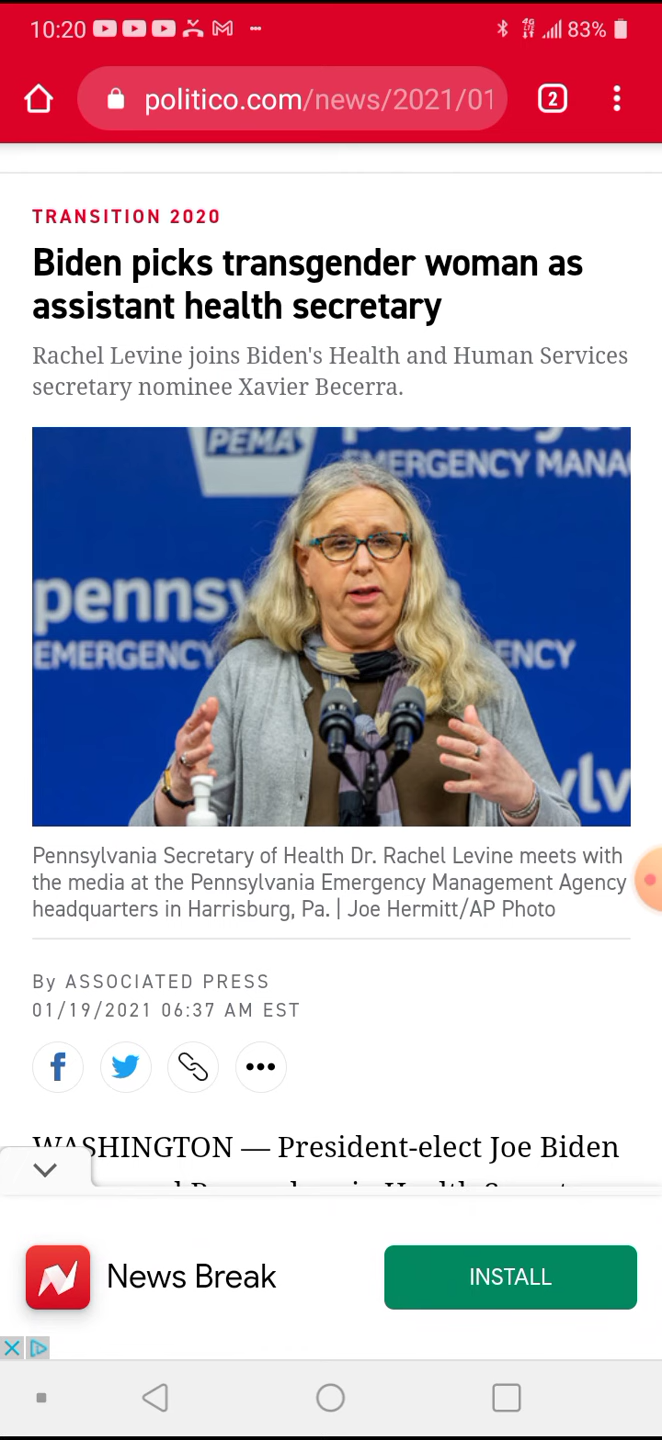 10:20 83%
politico.com/news/2021/01
2
TRANSITION 2020
Biden picks transgender woman as
assistant health secretary
Rachel Levine joins Biden's Health and Human Services
secretary nominee Xavier Becerra.
PEMA
EMERGENCY MANA
pennsy
EMERGENCY
ENCY
Pennsylvania Secretary of Health Dr. Rachel Levine meets with
the media at the Pennsylvania Emergency Management Agency
headquarters in Harrisburg, Pa. | Joe Hermitt/AP Photo
By ASSOCIATED PRESS
01/19/2021 06:37 AM EST
WASHINGTON — President-elect Joe Biden
News Break
INSTALL